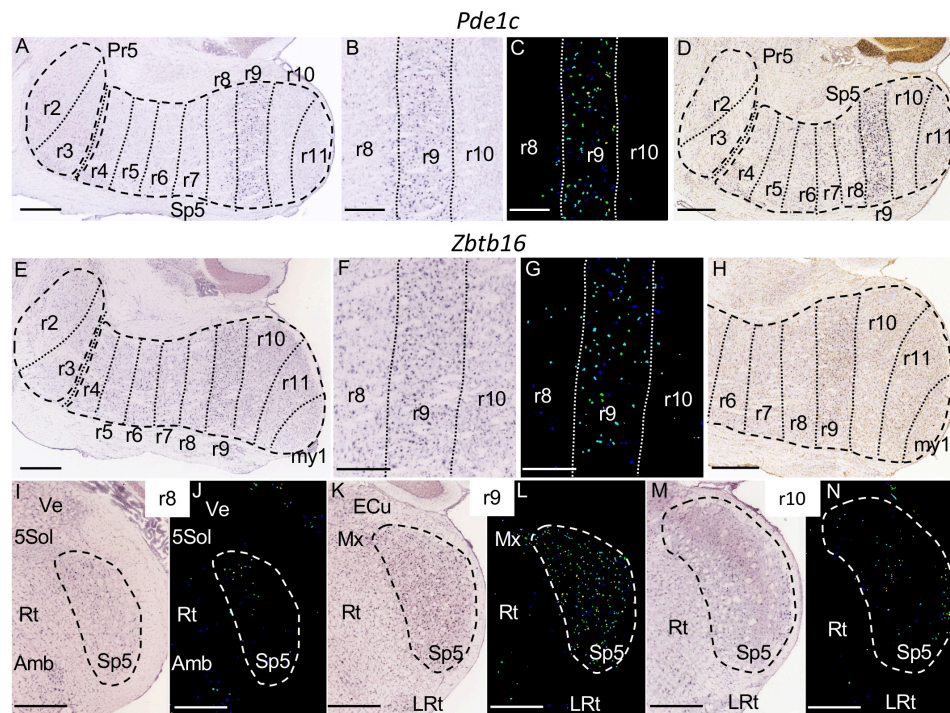 Pde1c
A
Pr5
r8
r9
r10
r2
r3
r4
r5
r6
r7
r11
Sp5
B
r8
r9
r10
C
r8
r9
r10
D
Pr5
Sp5
r10
r2
r3
r4
r5
r6
r7
r8
r9
r11
Zbtb16
E
r2
r3
r4
r10
r11
r5
r6
r7
r8
r9
my1
F
r8
r9
r10
G
r8
r9
r10
H
r10
r11
r6
r7
r8
r9
my1
I
r8
Ve
5Sol
Rt
Amb
Sp5
J
Ve
5Sol
Rt
Amb
Sp5
K
r9
ECu
Mx
Rt
Sp5
LRt
L
Mx
Rt
Sp5
LRt
M
r10
Rt
Sp5
LRt
N
Rt
Sp5
LRt